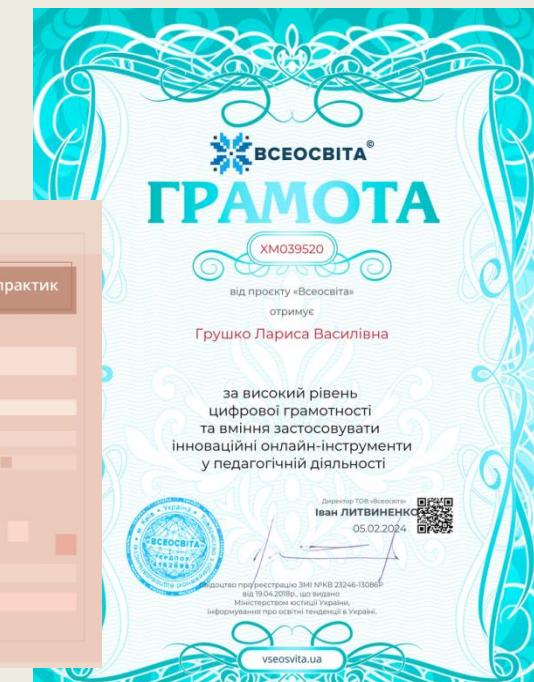 ВСЕОСВІТА©
ГРАМОТА
ХМ039520
від проєкту «Всеосвіта»
отримує
Грушко Лариса Василівна
за високий рівень
цифрової грамотності
та вміння застосовувати
інноваційні онлайн-інструменти
у педагогічній діяльності
Директор ТОВ «Всеосвіта»
Іван ЛИТВИНЕНКО
05.02.2024
ВСЕОСВІТА
про реєстрацію ЗМІ №КВ 23246-13086Р
від 19.04.2018р., що видано
Міністерством юстиції України,
інформування про освітні тенденції в Україні.
vseosvita.ua
практик